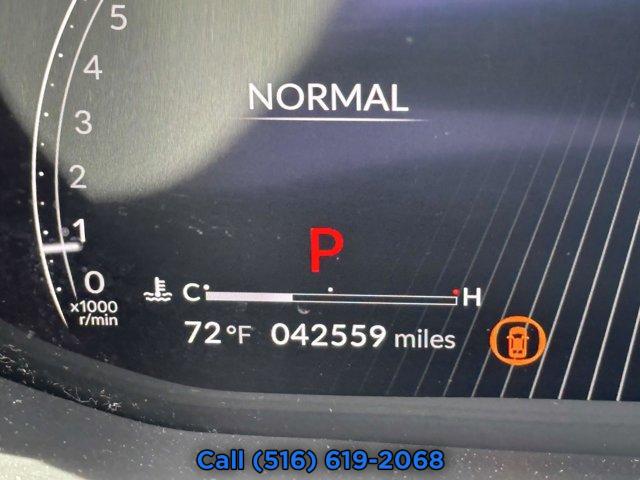 5
4
NORMAL
3
2
1
P
0
x1000
r/min
C H
72°F 042559 miles
Call (516) 619-2068